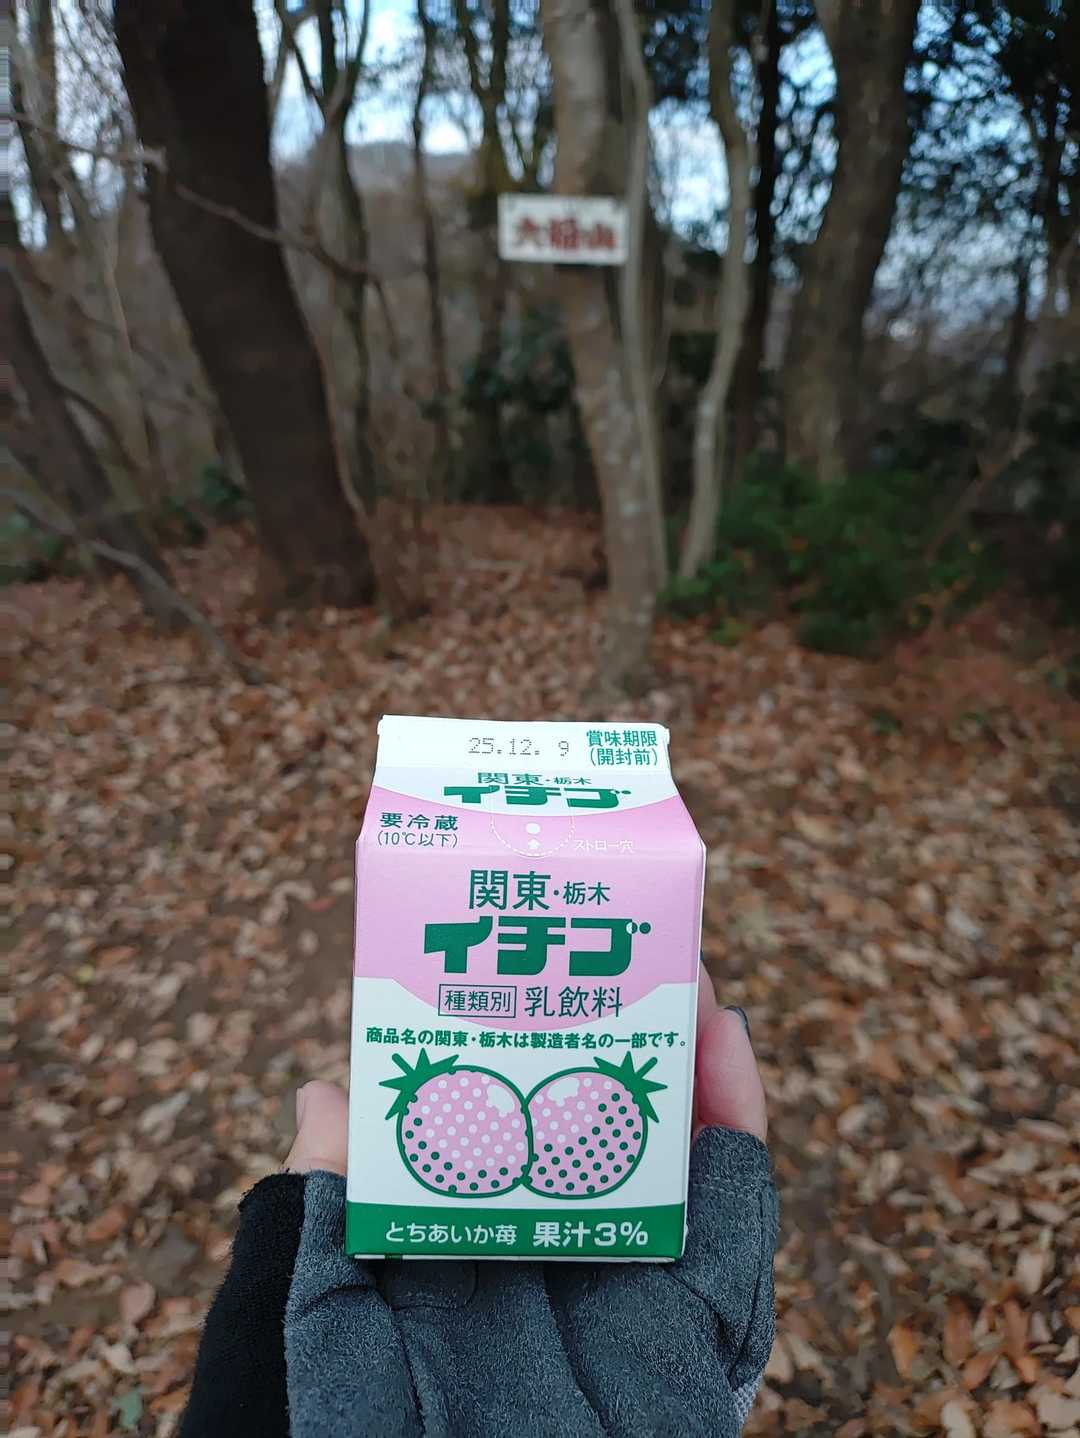 大福山
25.12. 9
賞味期限
(開封前)
関東・栃木
イチゴ
要冷蔵
(10℃以下)
ストロー穴
関東・栃木
イチゴ
種類別 乳飲料
商品名の関東・栃木は製造者名の一部です。
とちあいか苺 果汁3%